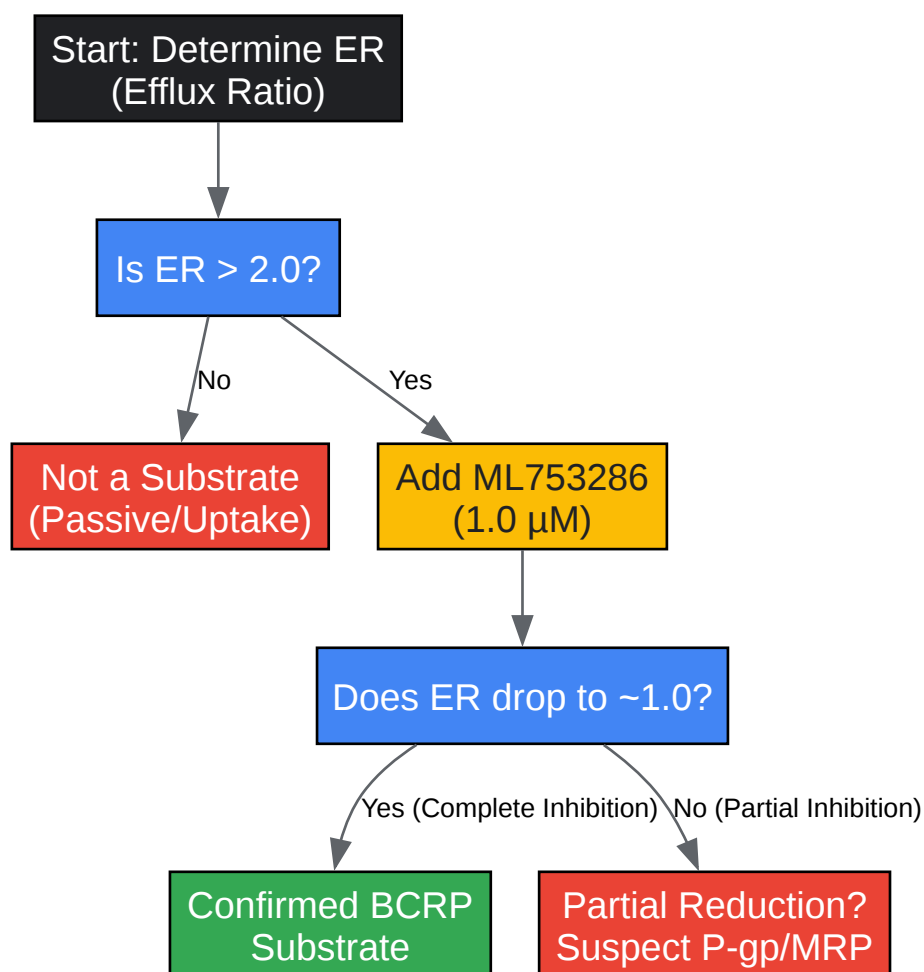 Start: Determine ER
(Efflux Ratio)
Is ER > 2.0?
No
Yes
Not a Substrate
(Passive/Uptake)
Add ML753286
(1.0 µM)
Does ER drop to ~1.0?
Yes (Complete Inhibition)
No (Partial Inhibition)
Confirmed BCRP
Substrate
Partial Reduction?
Suspect P-gp/MRP